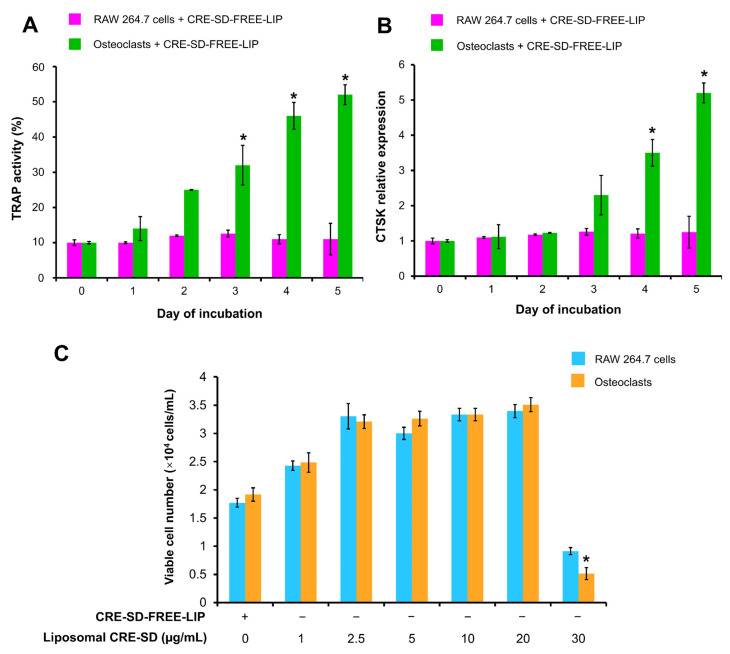 A
RAW 264.7 cells + CRE-SD-FREE-LIP
Osteoclasts + CRE-SD-FREE-LIP
TRAP activity (%)
60
50
40
30
20
10
0
* * *
0 1 2 3 4 5
Day of incubation
B
RAW 264.7 cells + CRE-SD-FREE-LIP
Osteoclasts + CRE-SD-FREE-LIP
CTSK relative expression
6
5
4
3
2
1
0
* *
0 1 2 3 4 5
Day of incubation
C
RAW 264.7 cells
Osteoclasts
Viable cell number (×10⁴ cells/mL)
4
3.5
3
2.5
2
1.5
1
0.5
0
*
CRE-SD-FREE-LIP + – – – – – –
Liposomal CRE-SD (µg/mL) 0 1 2.5 5 10 20 30